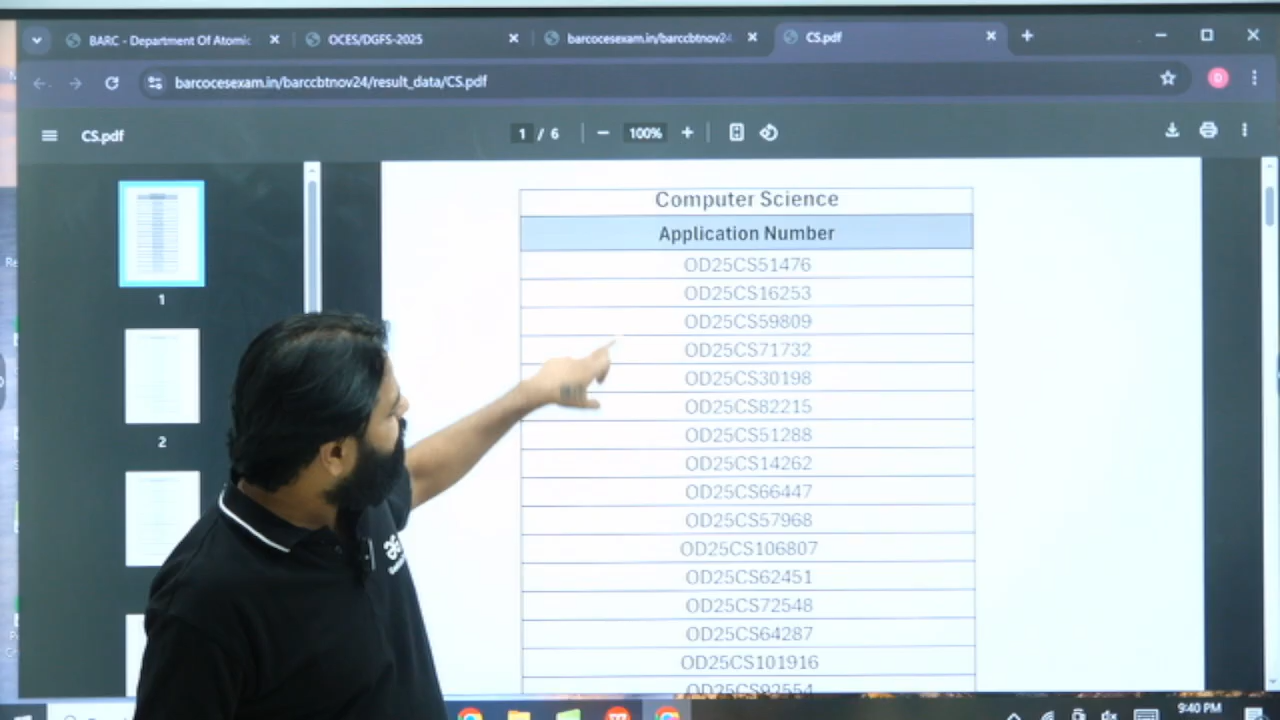 BARC - Department Of Atomic
OCES/DGFS-2025
barcocesexam.in/barccbtnov24
CS.pdf
barcocesexam.in/barccbtnov24/result_data/CS.pdf
CS.pdf
1 / 6
100%
1
2
Computer Science
Application Number
OD25CS51476
OD25CS16253
OD25CS59809
OD25CS71732
OD25CS30198
OD25CS82215
OD25CS51288
OD25CS14262
OD25CS66447
OD25CS57968
OD25CS106807
OD25CS62451
OD25CS72548
OD25CS64287
OD25CS101916
OD25CS92554
9:40 PM